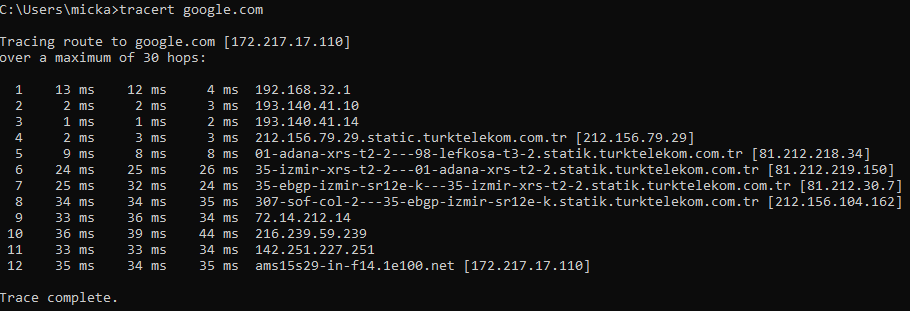 C:\Users\micka>tracert google.com
Tracing route to google.com [172.217.17.110]
over a maximum of 30 hops:
1 13 ms 12 ms 4 ms 192.168.32.1
2 2 ms 2 ms 3 ms 193.140.41.10
3 1 ms 1 ms 2 ms 193.140.41.14
4 2 ms 3 ms 3 ms 212.156.79.29.static.turktelekom.com.tr [212.156.79.29]
5 9 ms 8 ms 8 ms 01-adana-xrs-t2-2---98-lefkosa-t3-2.statik.turktelekom.com.tr [81.212.218.34]
6 24 ms 25 ms 26 ms 35-izmir-xrs-t2-2---01-adana-xrs-t2-2.statik.turktelekom.com.tr [81.212.219.150]
7 25 ms 32 ms 24 ms 35-ebgp-izmir-sr12e-k---35-izmir-xrs-t2-2.statik.turktelekom.com.tr [81.212.30.7]
8 34 ms 34 ms 35 ms 307-sof-col-2---35-ebgp-izmir-sr12e-k.statik.turktelekom.com.tr [212.156.104.162]
9 33 ms 36 ms 34 ms 72.14.212.14
10 36 ms 39 ms 44 ms 216.239.59.239
11 33 ms 33 ms 34 ms 142.251.227.251
12 35 ms 34 ms 35 ms ams15s29-in-f14.1e100.net [172.217.17.110]
Trace complete.